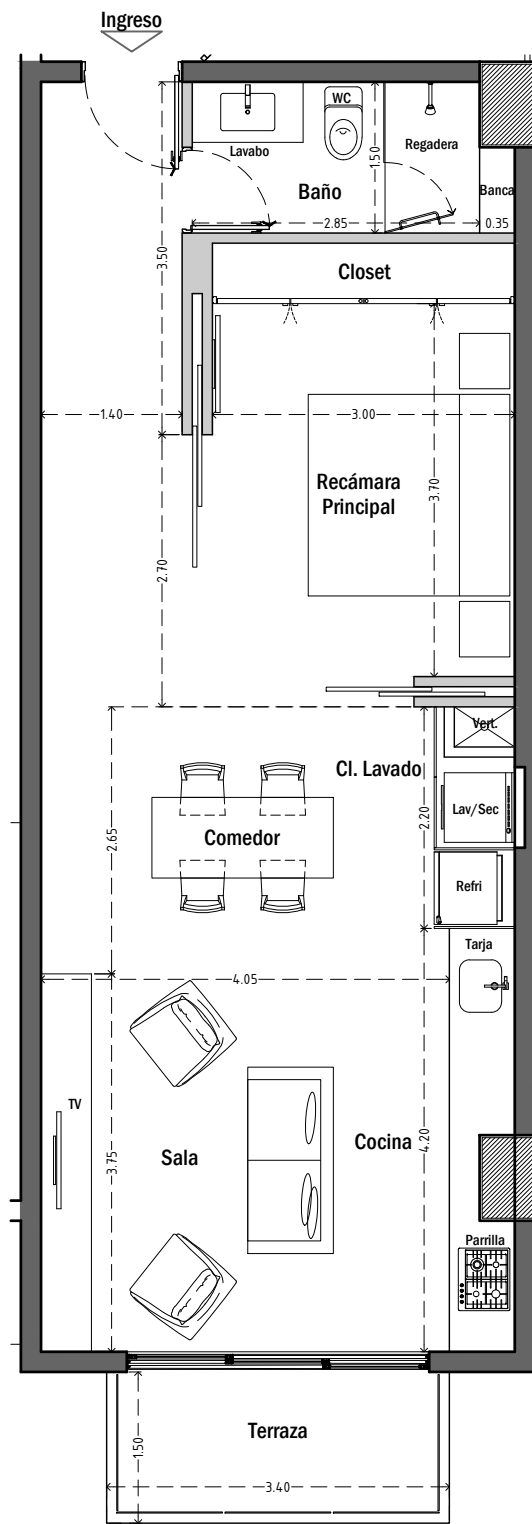 Ingreso
WC
Lavabo
Regadera
1.50
Baño
Banca
2.85
0.35
3.50
Closet
1.40
3.00
Recámara
Principal
3.70
2.70
Vert.
Cl. Lavado
Lav/Sec
2.20
Comedor
2.65
Refri
Tarja
4.05
TV
Cocina
4.20
Sala
3.75
Parrilla
Terraza
1.50
3.40